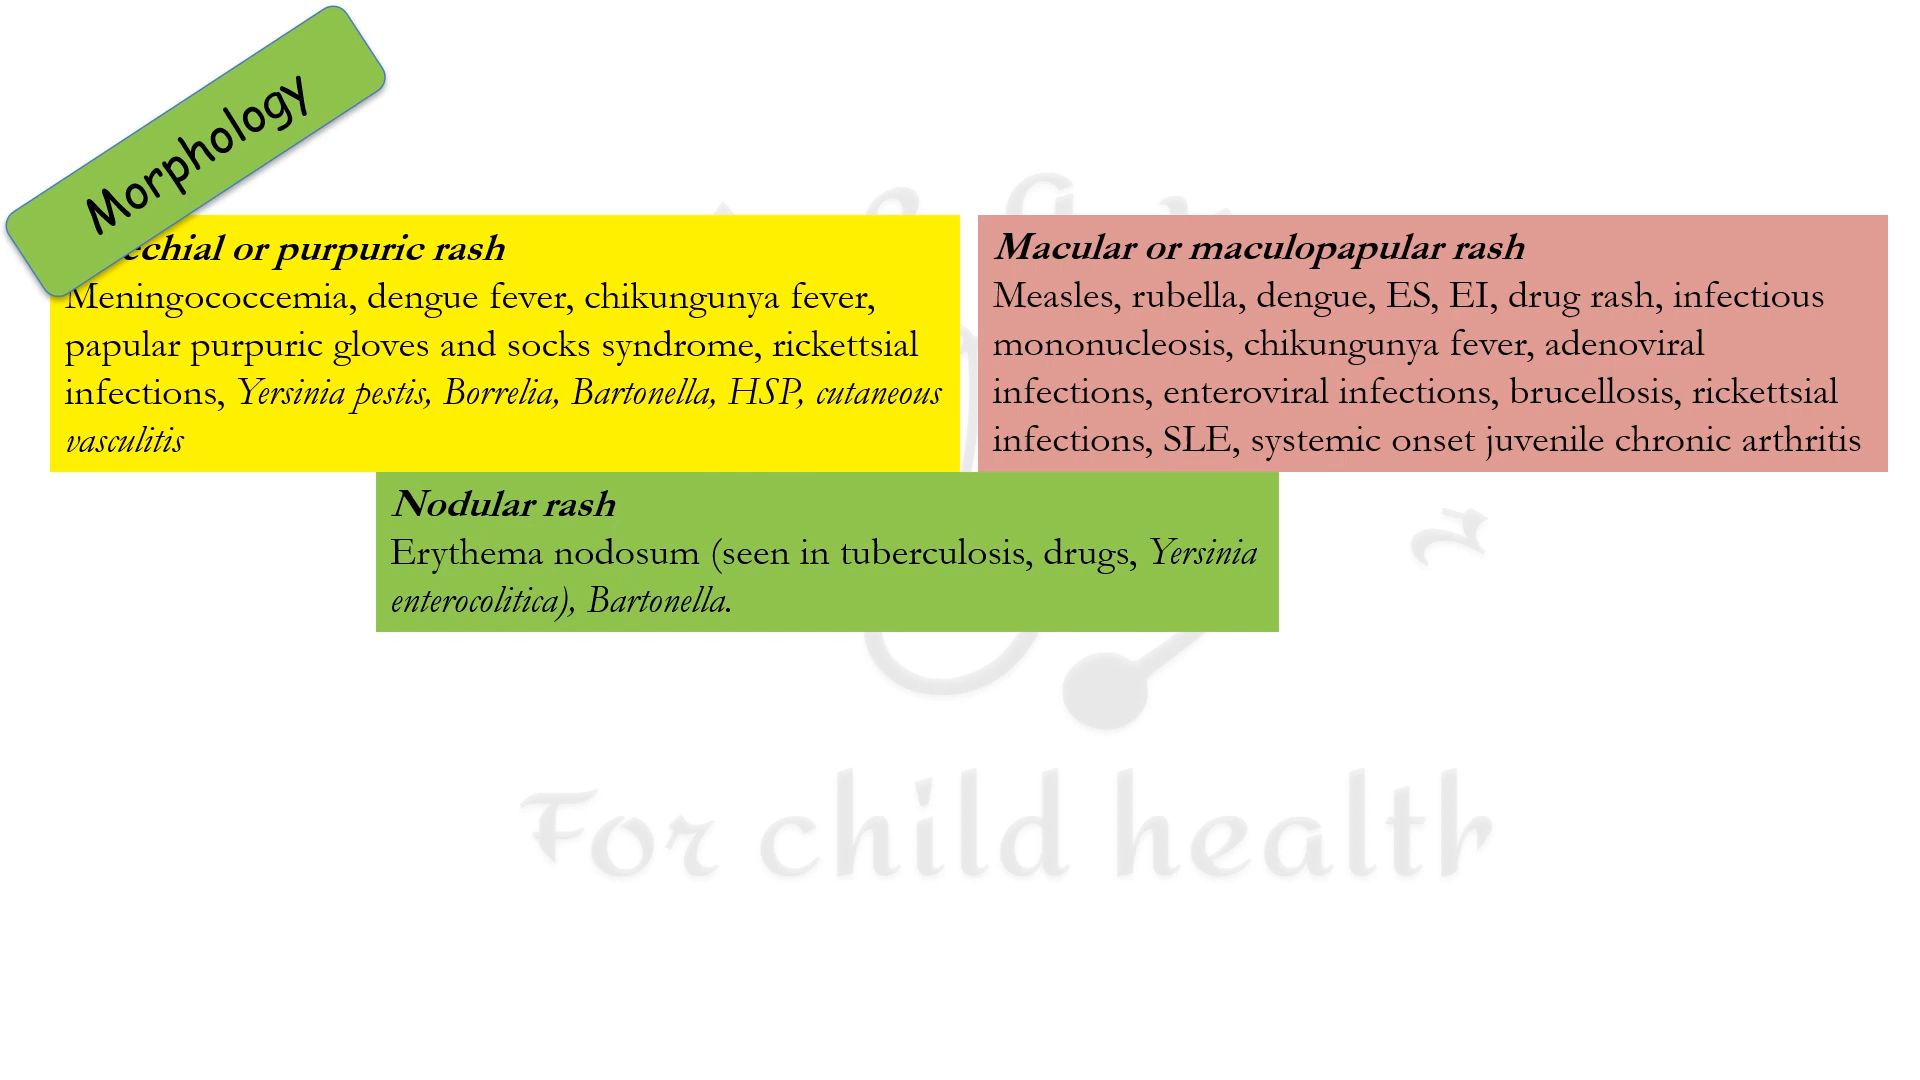 Morphology
echial or purpuric rash
Meningococcemia, dengue fever, chikungunya fever,
papular purpuric gloves and socks syndrome, rickettsial
infections, Yersinia pestis, Borrelia, Bartonella, HSP, cutaneous
vasculitis
Macular or maculopapular rash
Measles, rubella, dengue, ES, EI, drug rash, infectious
mononucleosis, chikungunya fever, adenoviral
infections, enteroviral infections, brucellosis, rickettsial
infections, SLE, systemic onset juvenile chronic arthritis
Nodular rash
Erythema nodosum (seen in tuberculosis, drugs, Yersinia
enterocolitica), Bartonella.
For child health